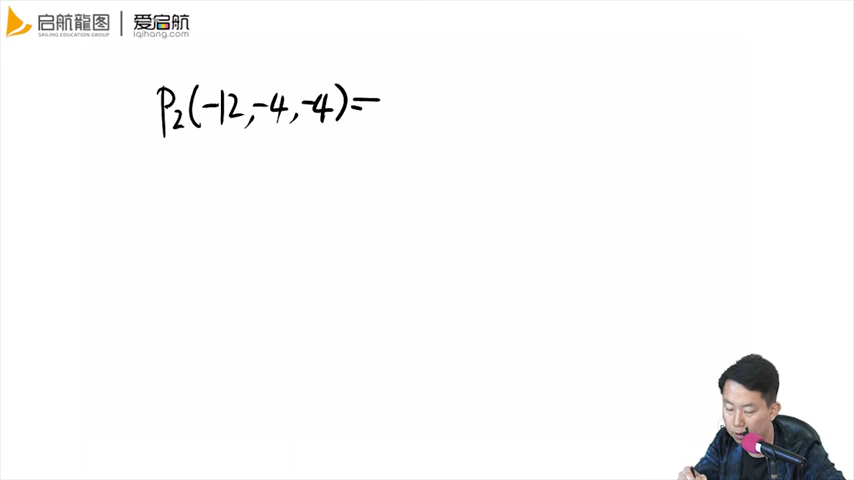 启航龍图 爱启航
SAILING EDUCATION GROUP iqihang.com
P₂(-12,-4,-4)=